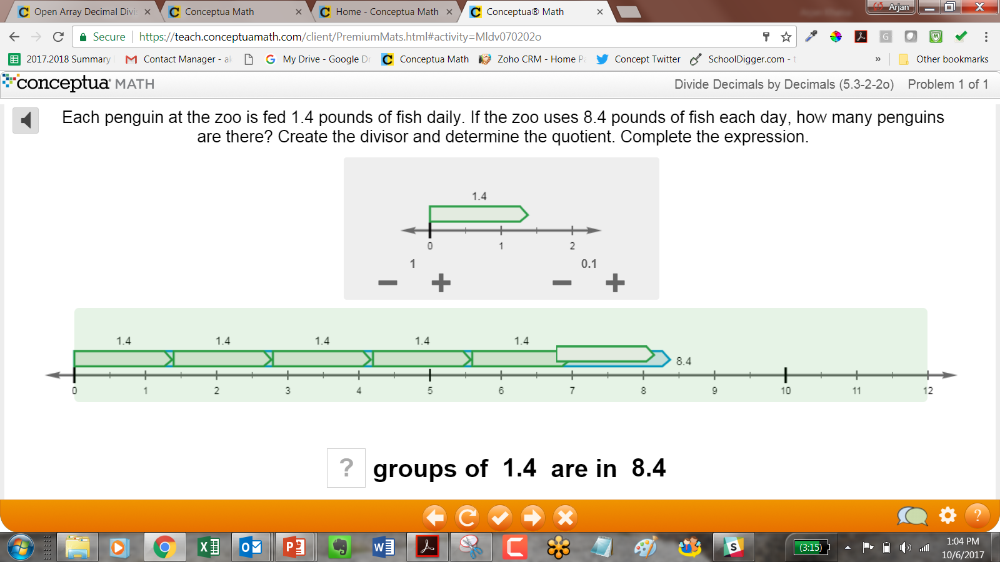 Open Array Decimal Divi
Conceptua Math
Home - Conceptua Math
Conceptua® Math
Arjan
Secure
https://teach.conceptuamath.com/client/PremiumMats.html#activity=Mldv070202o
2017.2018 Summary
Contact Manager - a
My Drive - Google Dr
Conceptua Math
Zoho CRM - Home Pa
Concept Twitter
SchoolDigger.com - t
»
Other bookmarks
conceptua® MATH
Divide Decimals by Decimals (5.3-2-2o) Problem 1 of 1
Each penguin at the zoo is fed 1.4 pounds of fish daily. If the zoo uses 8.4 pounds of fish each day, how many penguins
are there? Create the divisor and determine the quotient. Complete the expression.
1.4
0 1 2
1 0.1
− + − +
1.4 1.4 1.4 1.4 1.4
8.4
0 1 2 3 4 5 6 7 8 9 10 11 12
? groups of 1.4 are in 8.4
?
(3:15)
1:04 PM
10/6/2017